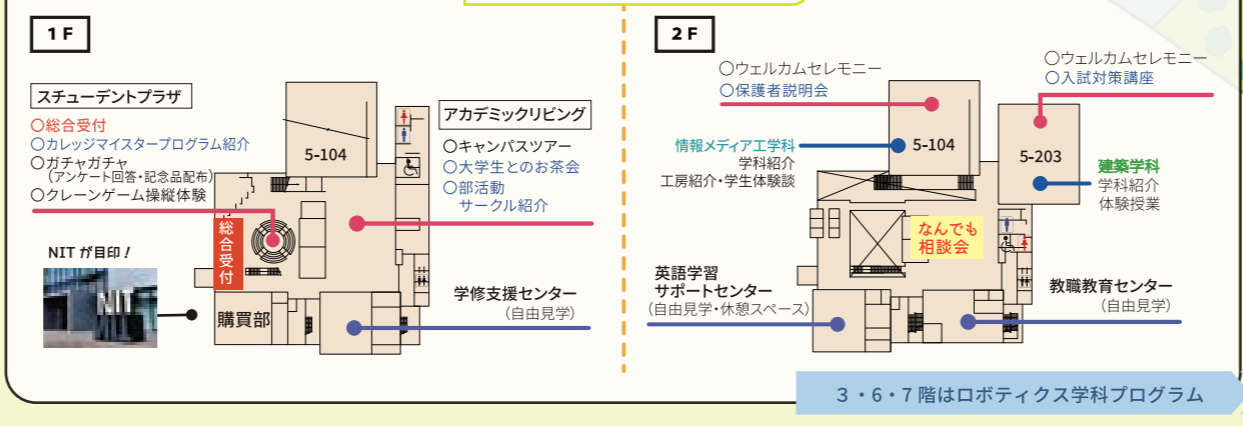 1F
スチューデントプラザ
○総合受付
○カレッジマイスタープログラム紹介
○ガチャガチャ
(アンケート回答・記念品配布)
○クレーンゲーム操縦体験
5-104
アカデミックリビング
○キャンパスツアー
○大学生とのお茶会
○部活動
サークル紹介
総合受付
NITが目印!
NIT
購買部
学修支援センター
(自由見学)
2F
○ウェルカムセレモニー
○保護者説明会
○ウェルカムセレモニー
○入試対策講座
情報メディア工学科
学科紹介
工房紹介・学生体験談
5-104
5-203
建築学科
学科紹介
体験授業
なんでも
相談会
英語学習
サポートセンター
(自由見学・休憩スペース)
教職教育センター
(自由見学)
3・6・7階はロボティクス学科プログラム